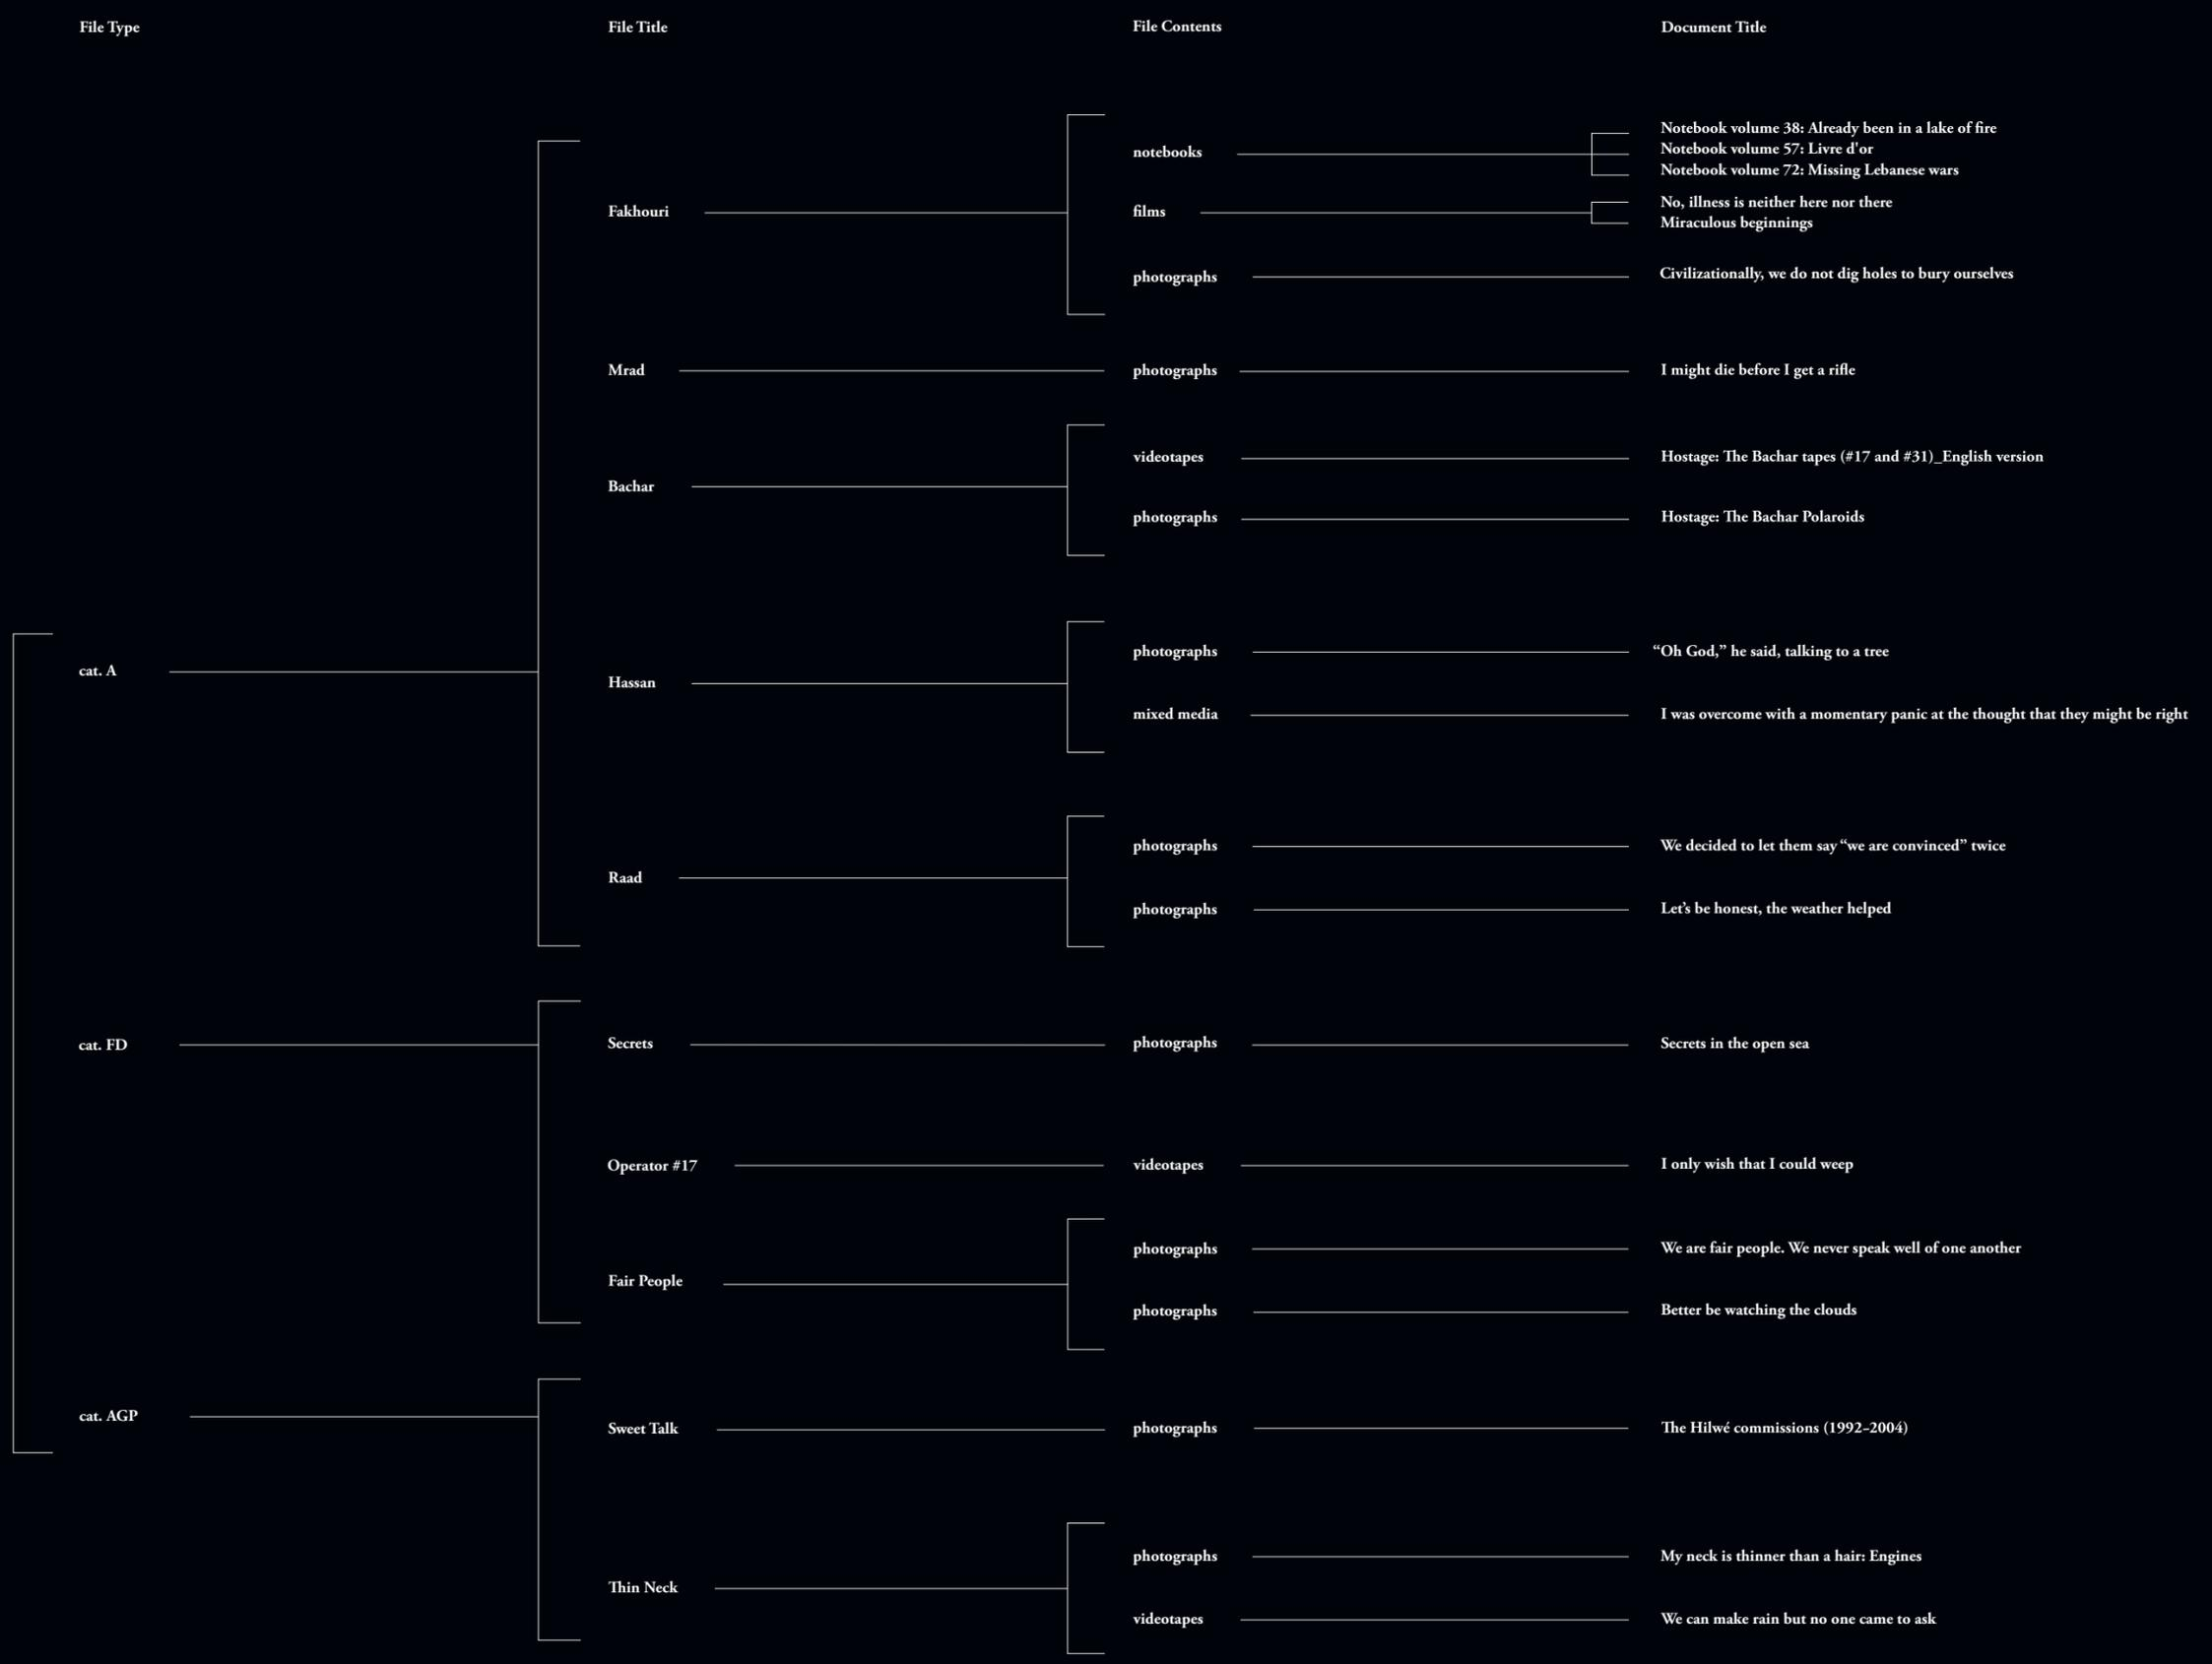 File Type
File Title
File Contents
Document Title
notebooks
Notebook volume 38: Already been in a lake of fire
Notebook volume 57: Livre d'or
Notebook volume 72: Missing Lebanese wars
Fakhouri
films
No, illness is neither here nor there
Miraculous beginnings
photographs
Civilizationally, we do not dig holes to bury ourselves
Mrad
photographs
I might die before I get a rifle
Bachar
videotapes
Hostage: The Bachar tapes (#17 and #31)_English version
photographs
Hostage: The Bachar Polaroids
cat. A
Hassan
photographs
“Oh God,” he said, talking to a tree
mixed media
I was overcome with a momentary panic at the thought that they might be right
Raad
photographs
We decided to let them say “we are convinced” twice
photographs
Let’s be honest, the weather helped
cat. FD
Secrets
photographs
Secrets in the open sea
Operator #17
videotapes
I only wish that I could weep
Fair People
photographs
We are fair people. We never speak well of one another
photographs
Better be watching the clouds
cat. AGP
Sweet Talk
photographs
The Hilwé commissions (1992–2004)
Thin Neck
photographs
My neck is thinner than a hair: Engines
videotapes
We can make rain but no one came to ask